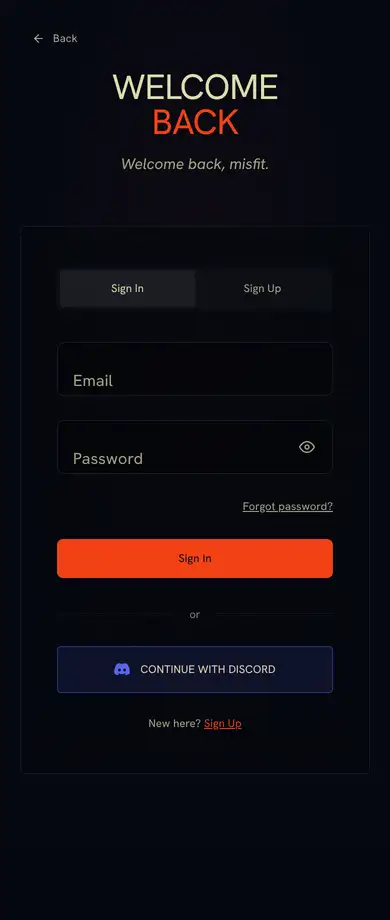 Back
WELCOME
BACK
Welcome back, misfit.
Sign In
Sign Up
Email
Password
Forgot password?
Sign In
or
CONTINUE WITH DISCORD
New here? Sign Up